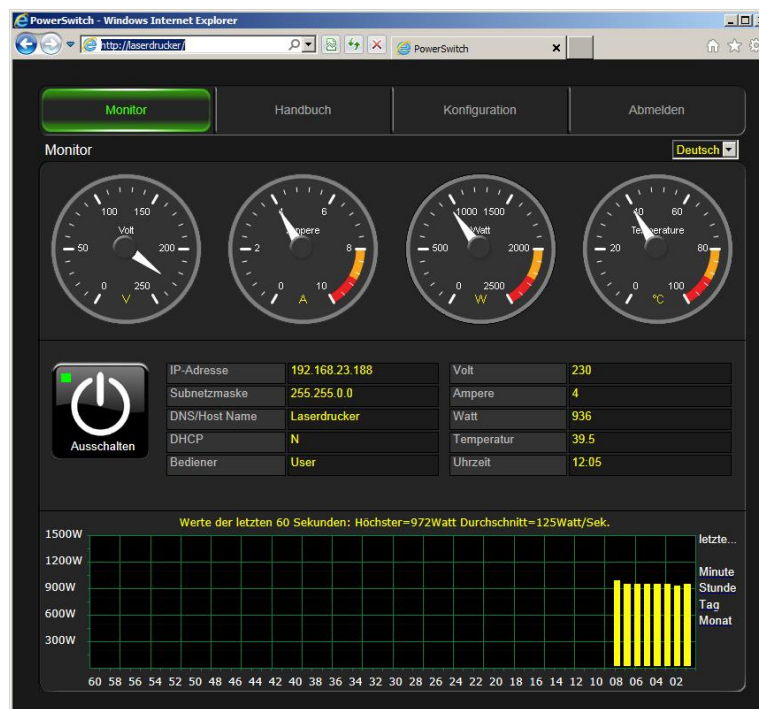 PowerSwitch - Windows Internet Explorer
http://laserdrucker/
PowerSwitch
Monitor Handbuch Konfiguration Abmelden
Monitor
Deutsch
0 50 100 150 200 250 Volt V
0 2 4 6 8 10 Ampere A
0 500 1000 1500 2000 2500 Watt W
0 20 40 60 80 100 Temperature °C
Ausschalten
IP-Adresse 192.168.23.188 Volt 230
Subnetzmaske 255.255.0.0 Ampere 4
DNS/Host Name Laserdrucker Watt 936
DHCP N Temperatur 39.5
Bediener User Uhrzeit 12:05
Werte der letzten 60 Sekunden: Höchster=972Watt Durchschnitt=125Watt/Sek.
1500W
1200W
900W
600W
300W
letzte...
Minute
Stunde
Tag
Monat
60 58 56 54 52 50 48 46 44 42 40 38 36 34 32 30 28 26 24 22 20 18 16 14 12 10 08 06 04 02